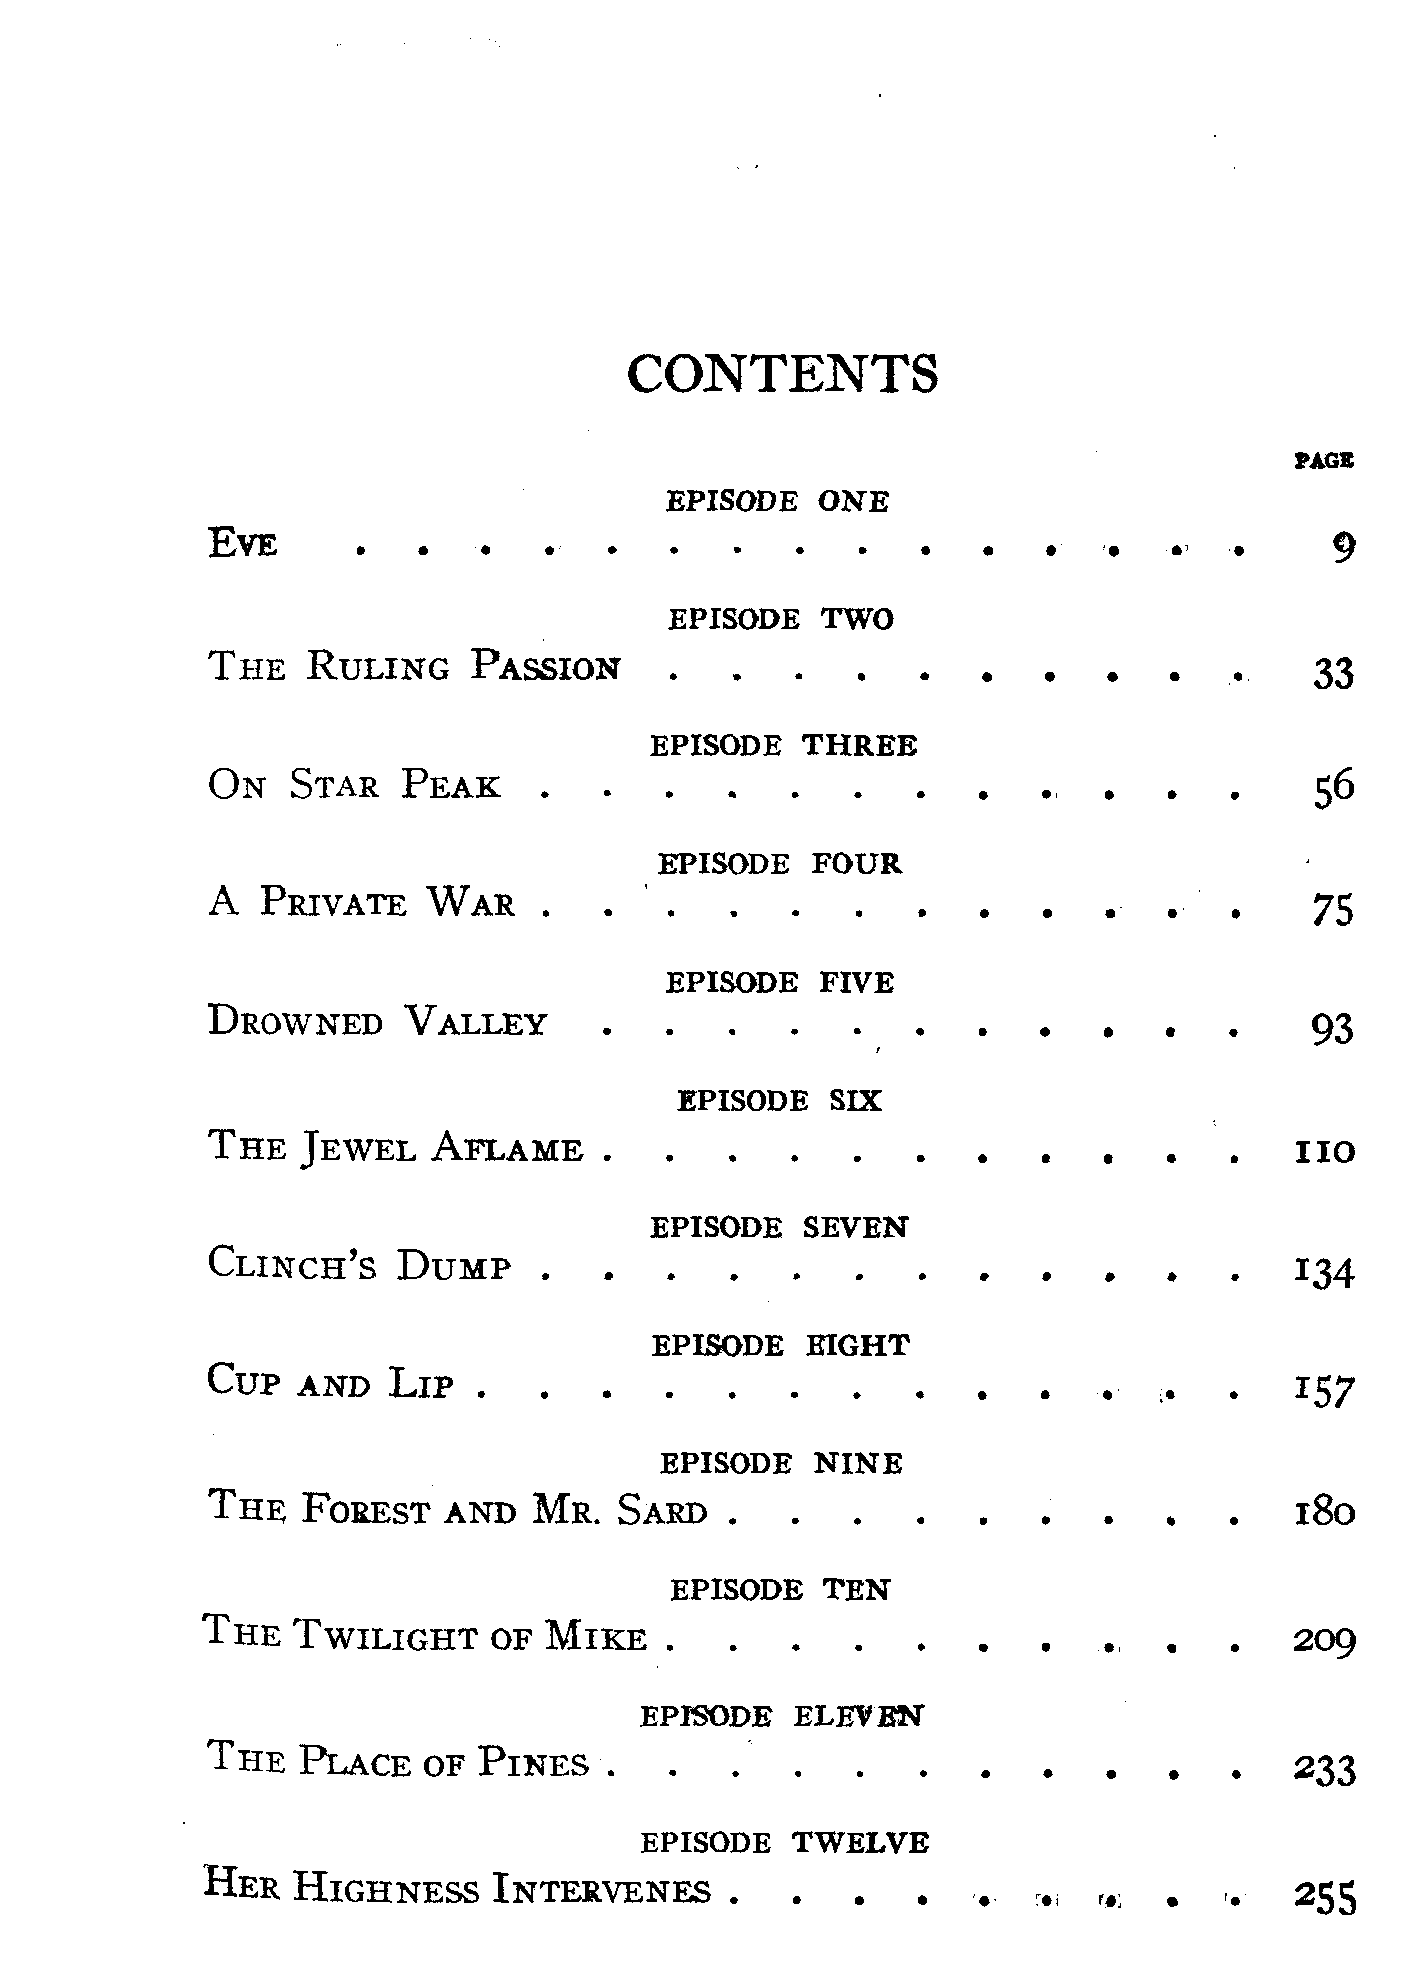 CONTENTS
PAGE
EPISODE ONE
EVE . . . . . . . . . . . . . . . 9
EPISODE TWO
THE RULING PASSION . . . . . . . . . . 33
EPISODE THREE
ON STAR PEAK . . . . . . . . . . . . 56
EPISODE FOUR
A PRIVATE WAR . . . . . . . . . . . . 75
EPISODE FIVE
DROWNED VALLEY . . . . . . . . . . . 93
EPISODE SIX
THE JEWEL AFLAME . . . . . . . . . . . 110
EPISODE SEVEN
CLINCH'S DUMP . . . . . . . . . . . . 134
EPISODE EIGHT
CUP AND LIP . . . . . . . . . . . . . 157
EPISODE NINE
THE FOREST AND MR. SARD . . . . . . . . . 180
EPISODE TEN
THE TWILIGHT OF MIKE . . . . . . . . . . 209
EPISODE ELEVEN
THE PLACE OF PINES . . . . . . . . . . . 233
EPISODE TWELVE
HER HIGHNESS INTERVENES . . . . . . . . . 255